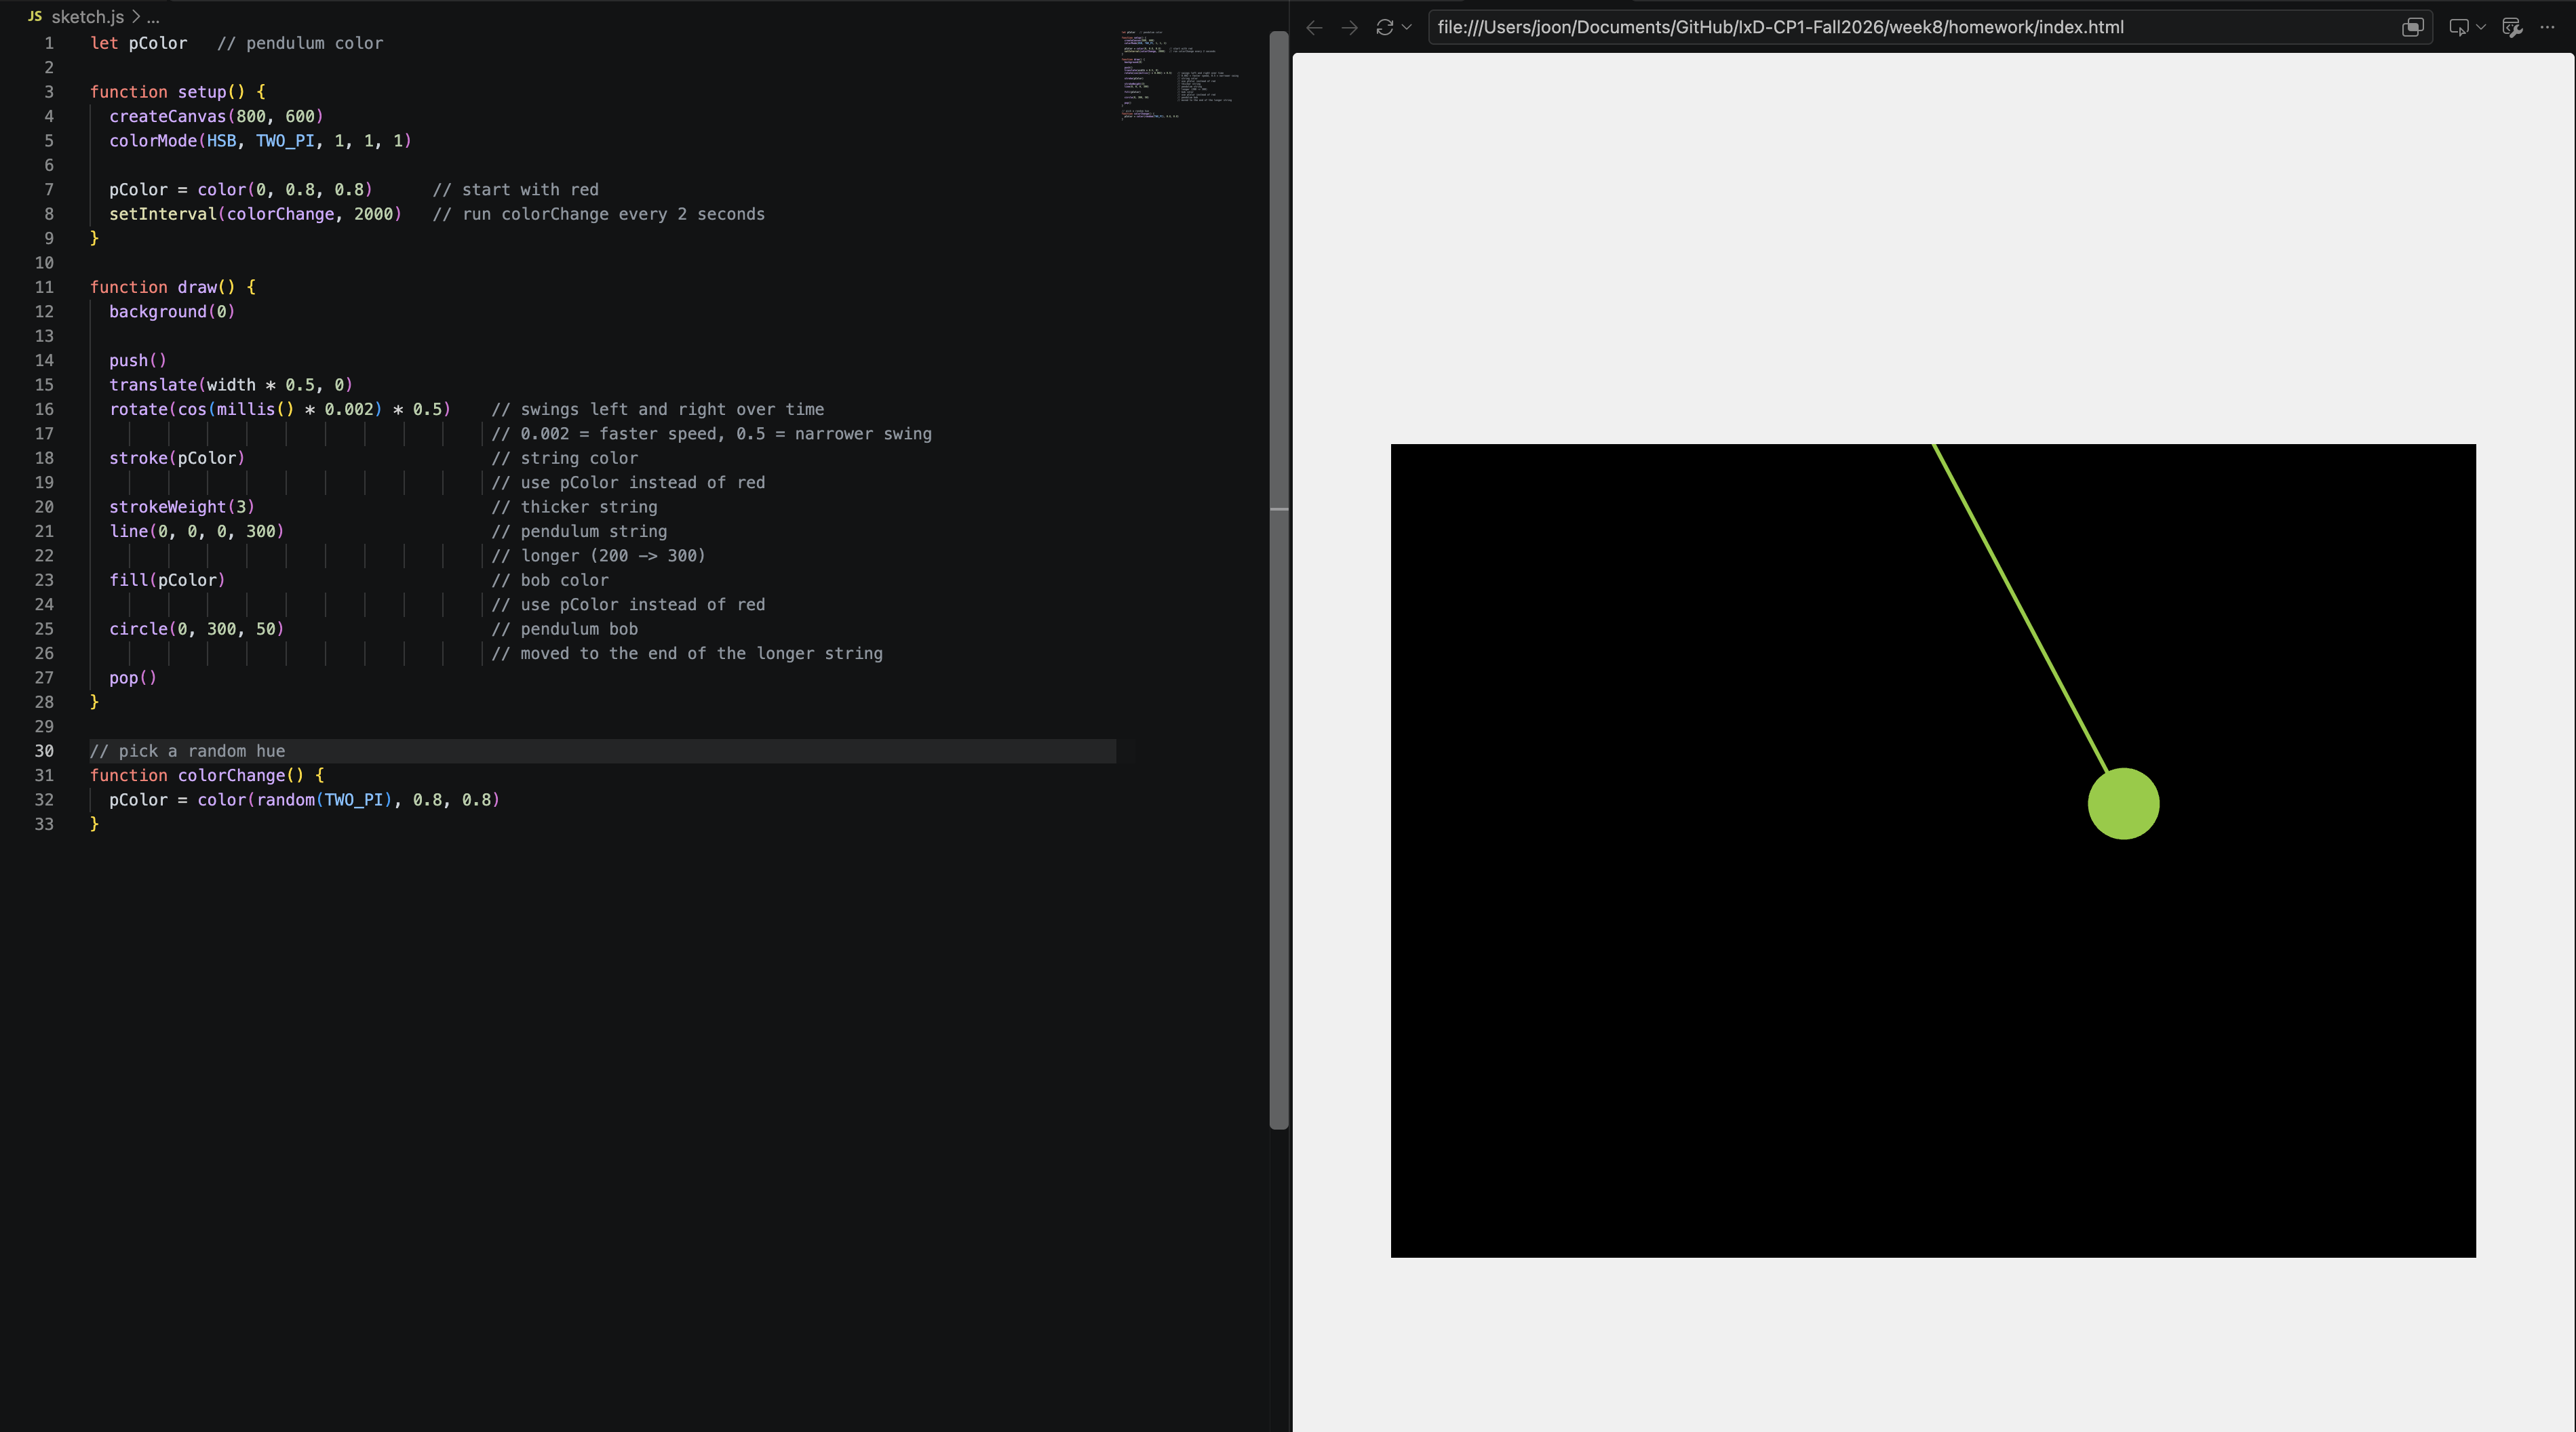 JS sketch.js > ...
1 let pColor // pendulum color
2
3 function setup() {
4 createCanvas(800, 600)
5 colorMode(HSB, TWO_PI, 1, 1, 1)
6
7 pColor = color(0, 0.8, 0.8) // start with red
8 setInterval(colorChange, 2000) // run colorChange every 2 seconds
9 }
10
11 function draw() {
12 background(0)
13
14 push()
15 translate(width * 0.5, 0)
16 rotate(cos(millis() * 0.002) * 0.5) // swings left and right over time
17 // 0.002 = faster speed, 0.5 = narrower swing
18 stroke(pColor) // string color
19 // use pColor instead of red
20 strokeWeight(3) // thicker string
21 line(0, 0, 0, 300) // pendulum string
22 // longer (200 -> 300)
23 fill(pColor) // bob color
24 // use pColor instead of red
25 circle(0, 300, 50) // pendulum bob
26 // moved to the end of the longer string
27 pop()
28 }
29
30 // pick a random hue
31 function colorChange() {
32 pColor = color(random(TWO_PI), 0.8, 0.8)
33 }
file:///Users/joon/Documents/GitHub/IxD-CP1-Fall2026/week8/homework/index.html